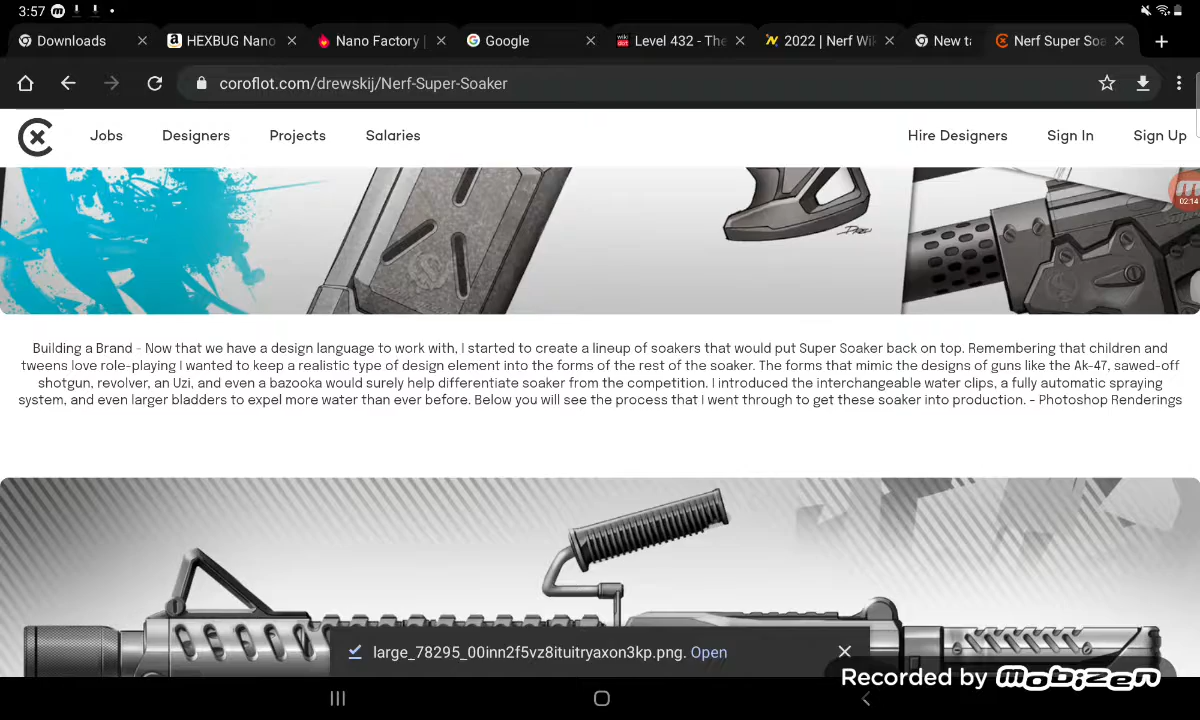 3:57
Downloads
HEXBUG Nano
Nano Factory |
Google
Level 432 - The
2022 | Nerf Wi
New ta
Nerf Super Soa
coroflot.com/drewskij/Nerf-Super-Soaker
Jobs
Designers
Projects
Salaries
Hire Designers
Sign In
Sign Up
02:14
Building a Brand - Now that we have a design language to work with, I started to create a lineup of soakers that would put Super Soaker back on top. Remembering that children and
tweens love role-playing I wanted to keep a realistic type of design element into the forms of the rest of the soaker. The forms that mimic the designs of guns like the Ak-47, sawed-off
shotgun, revolver, an Uzi, and even a bazooka would surely help differentiate soaker from the competition. I introduced the interchangeable water clips, a fully automatic spraying
system, and even larger bladders to expel more water than ever before. Below you will see the process that I went through to get these soaker into production. - Photoshop Renderings
large_78295_00inn2f5vz8ituitryaxon3kp.png. Open
Recorded by mobizen